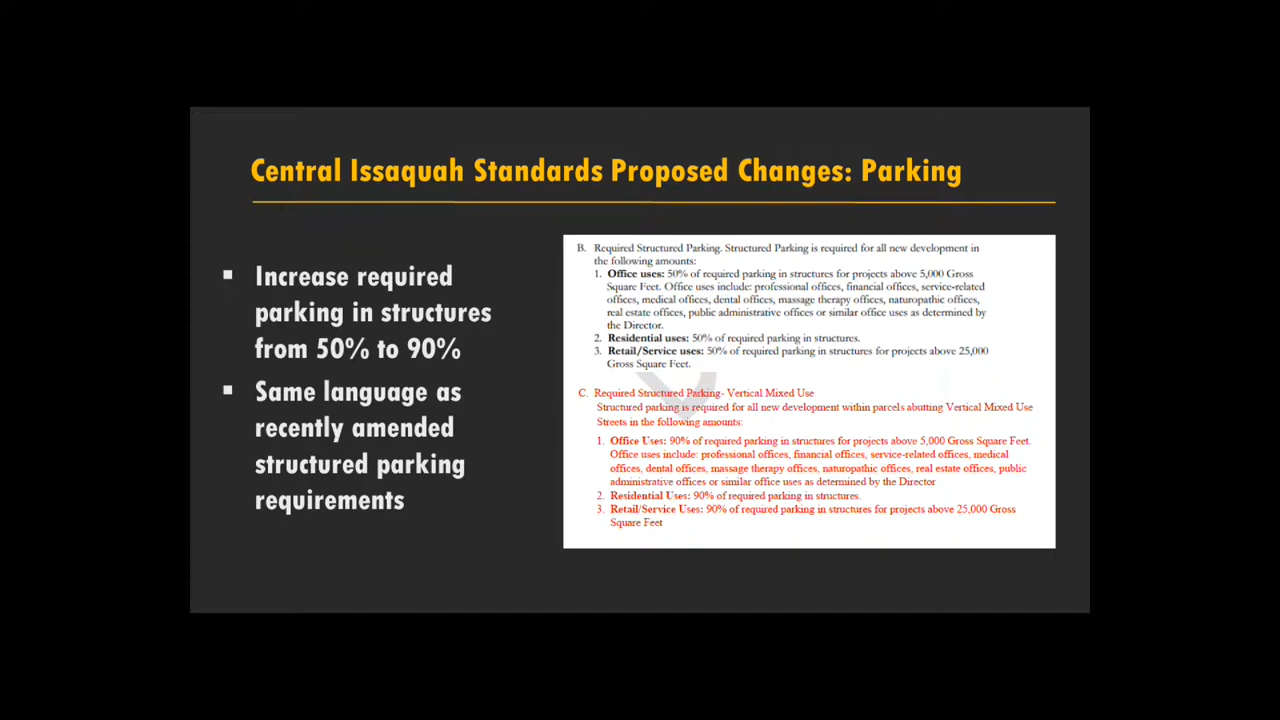 Central Issaquah Standards Proposed Changes: Parking
▪ Increase required
parking in structures
from 50% to 90%
▪ Same language as
recently amended
structured parking
requirements
B. Required Structured Parking. Structured Parking is required for all new development in
the following amounts:
1. Office uses: 50% of required parking in structures for projects above 5,000 Gross
Square Feet. Office uses include: professional offices, financial offices, service-related
offices, medical offices, dental offices, massage therapy offices, naturopathic offices,
real estate offices, public administrative offices or similar office uses as determined by
the Director.
2. Residential uses: 50% of required parking in structures.
3. Retail/Service uses: 50% of required parking in structures for projects above 25,000
Gross Square Feet.
C. Required Structured Parking- Vertical Mixed Use
Structured parking is required for all new development within parcels abutting Vertical Mixed Use
Streets in the following amounts:
1. Office Uses: 90% of required parking in structures for projects above 5,000 Gross Square Feet.
Office uses include: professional offices, financial offices, service-related offices, medical
offices, dental offices, massage therapy offices, naturopathic offices, real estate offices, public
administrative offices or similar office uses as determined by the Director
2. Residential Uses: 90% of required parking in structures.
3. Retail/Service Uses: 90% of required parking in structures for projects above 25,000 Gross
Square Feet